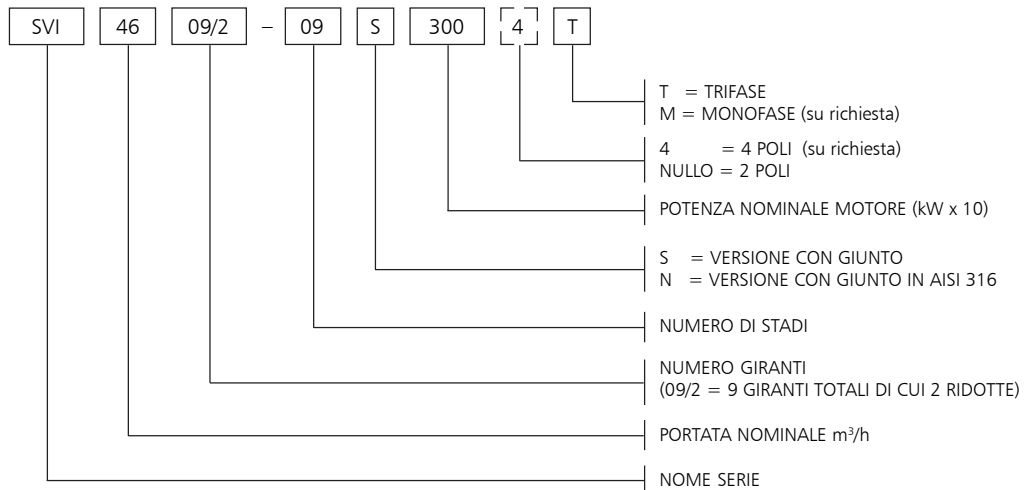 SVI 46 09/2 – 09 S 300 4 T
T = TRIFASE
M = MONOFASE (su richiesta)
4 = 4 POLI (su richiesta)
NULLO = 2 POLI
POTENZA NOMINALE MOTORE (kW x 10)
S = VERSIONE CON GIUNTO
N = VERSIONE CON GIUNTO IN AISI 316
NUMERO DI STADI
NUMERO GIRANTI
(09/2 = 9 GIRANTI TOTALI DI CUI 2 RIDOTTE)
PORTATA NOMINALE m³/h
NOME SERIE